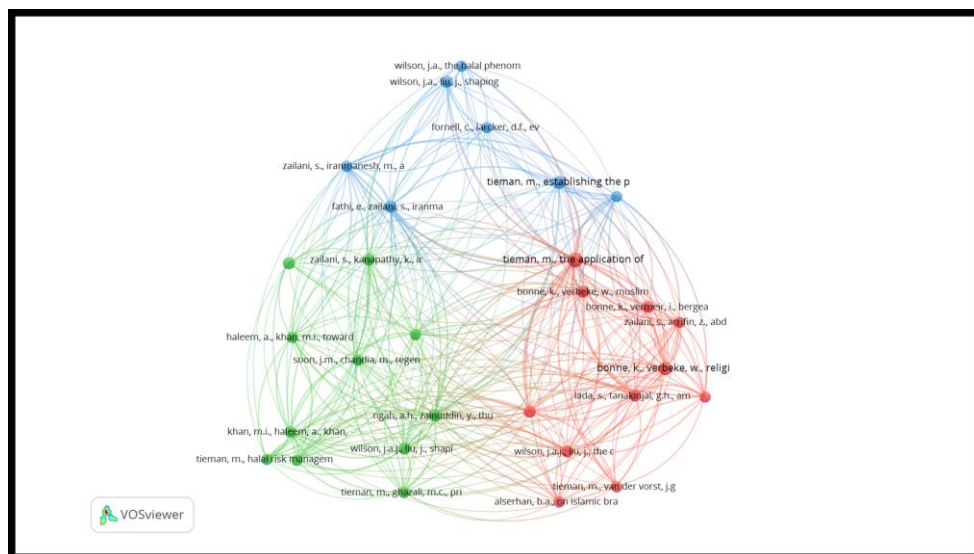 wilson, j.a., the halal phenom
wilson, j.a., liu, j., shaping
fornell, c., larcker, d.f., ev
zailani, s., iranmanesh, m., a
tieman, m., establishing the p
fathi, e., zailani, s., iranma
zailani, s., kanapathy, k., ir
tieman, m., the application of
bonne, k., verbeke, w., muslim
bonne, k., vermeir, i., bergea
zailani, s., arrifin, z., abd
haleem, a., khan, m.i., toward
soon, j.m., chandia, m., regen
bonne, k., verbeke, w., religi
lada, s., tanakinjal, g.h., am
ngah, a.h., zainuddin, y., thu
khan, m.i., haleem, a., khan,
wilson, j.a.j., liu, j., shapi
wilson, j.a.j., liu, j., the c
tieman, m., halal risk managem
tieman, m., ghazali, m.c., pri
tieman, m., van der vorst, j.g
alserhan, b.a., on islamic bra
VOSviewer